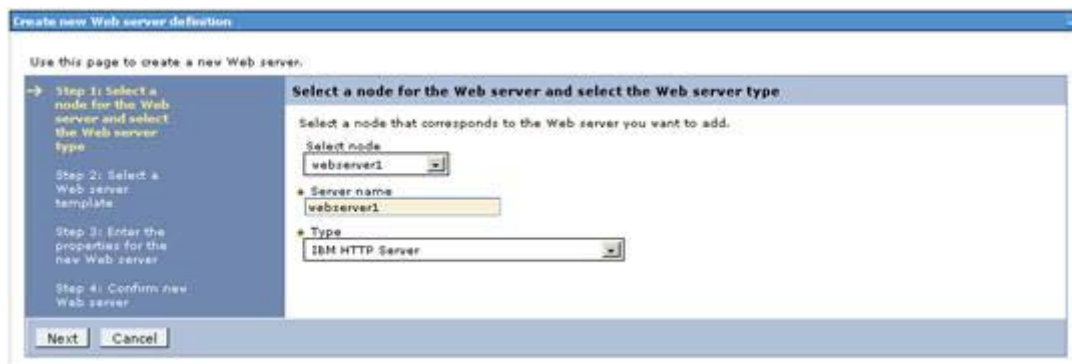 Create new Web server definition
Use this page to create a new Web server.
Step 1: Select a
node for the Web
server and select
the Web server
type
Step 2: Select a
Web server
template
Step 3: Enter the
properties for the
new Web server
Step 4: Confirm new
Web server
Select a node for the Web server and select the Web server type
Select a node that corresponds to the Web server you want to add.
Select node
webserver1
* Server name
webserver1
* Type
IBM HTTP Server
Next
Cancel